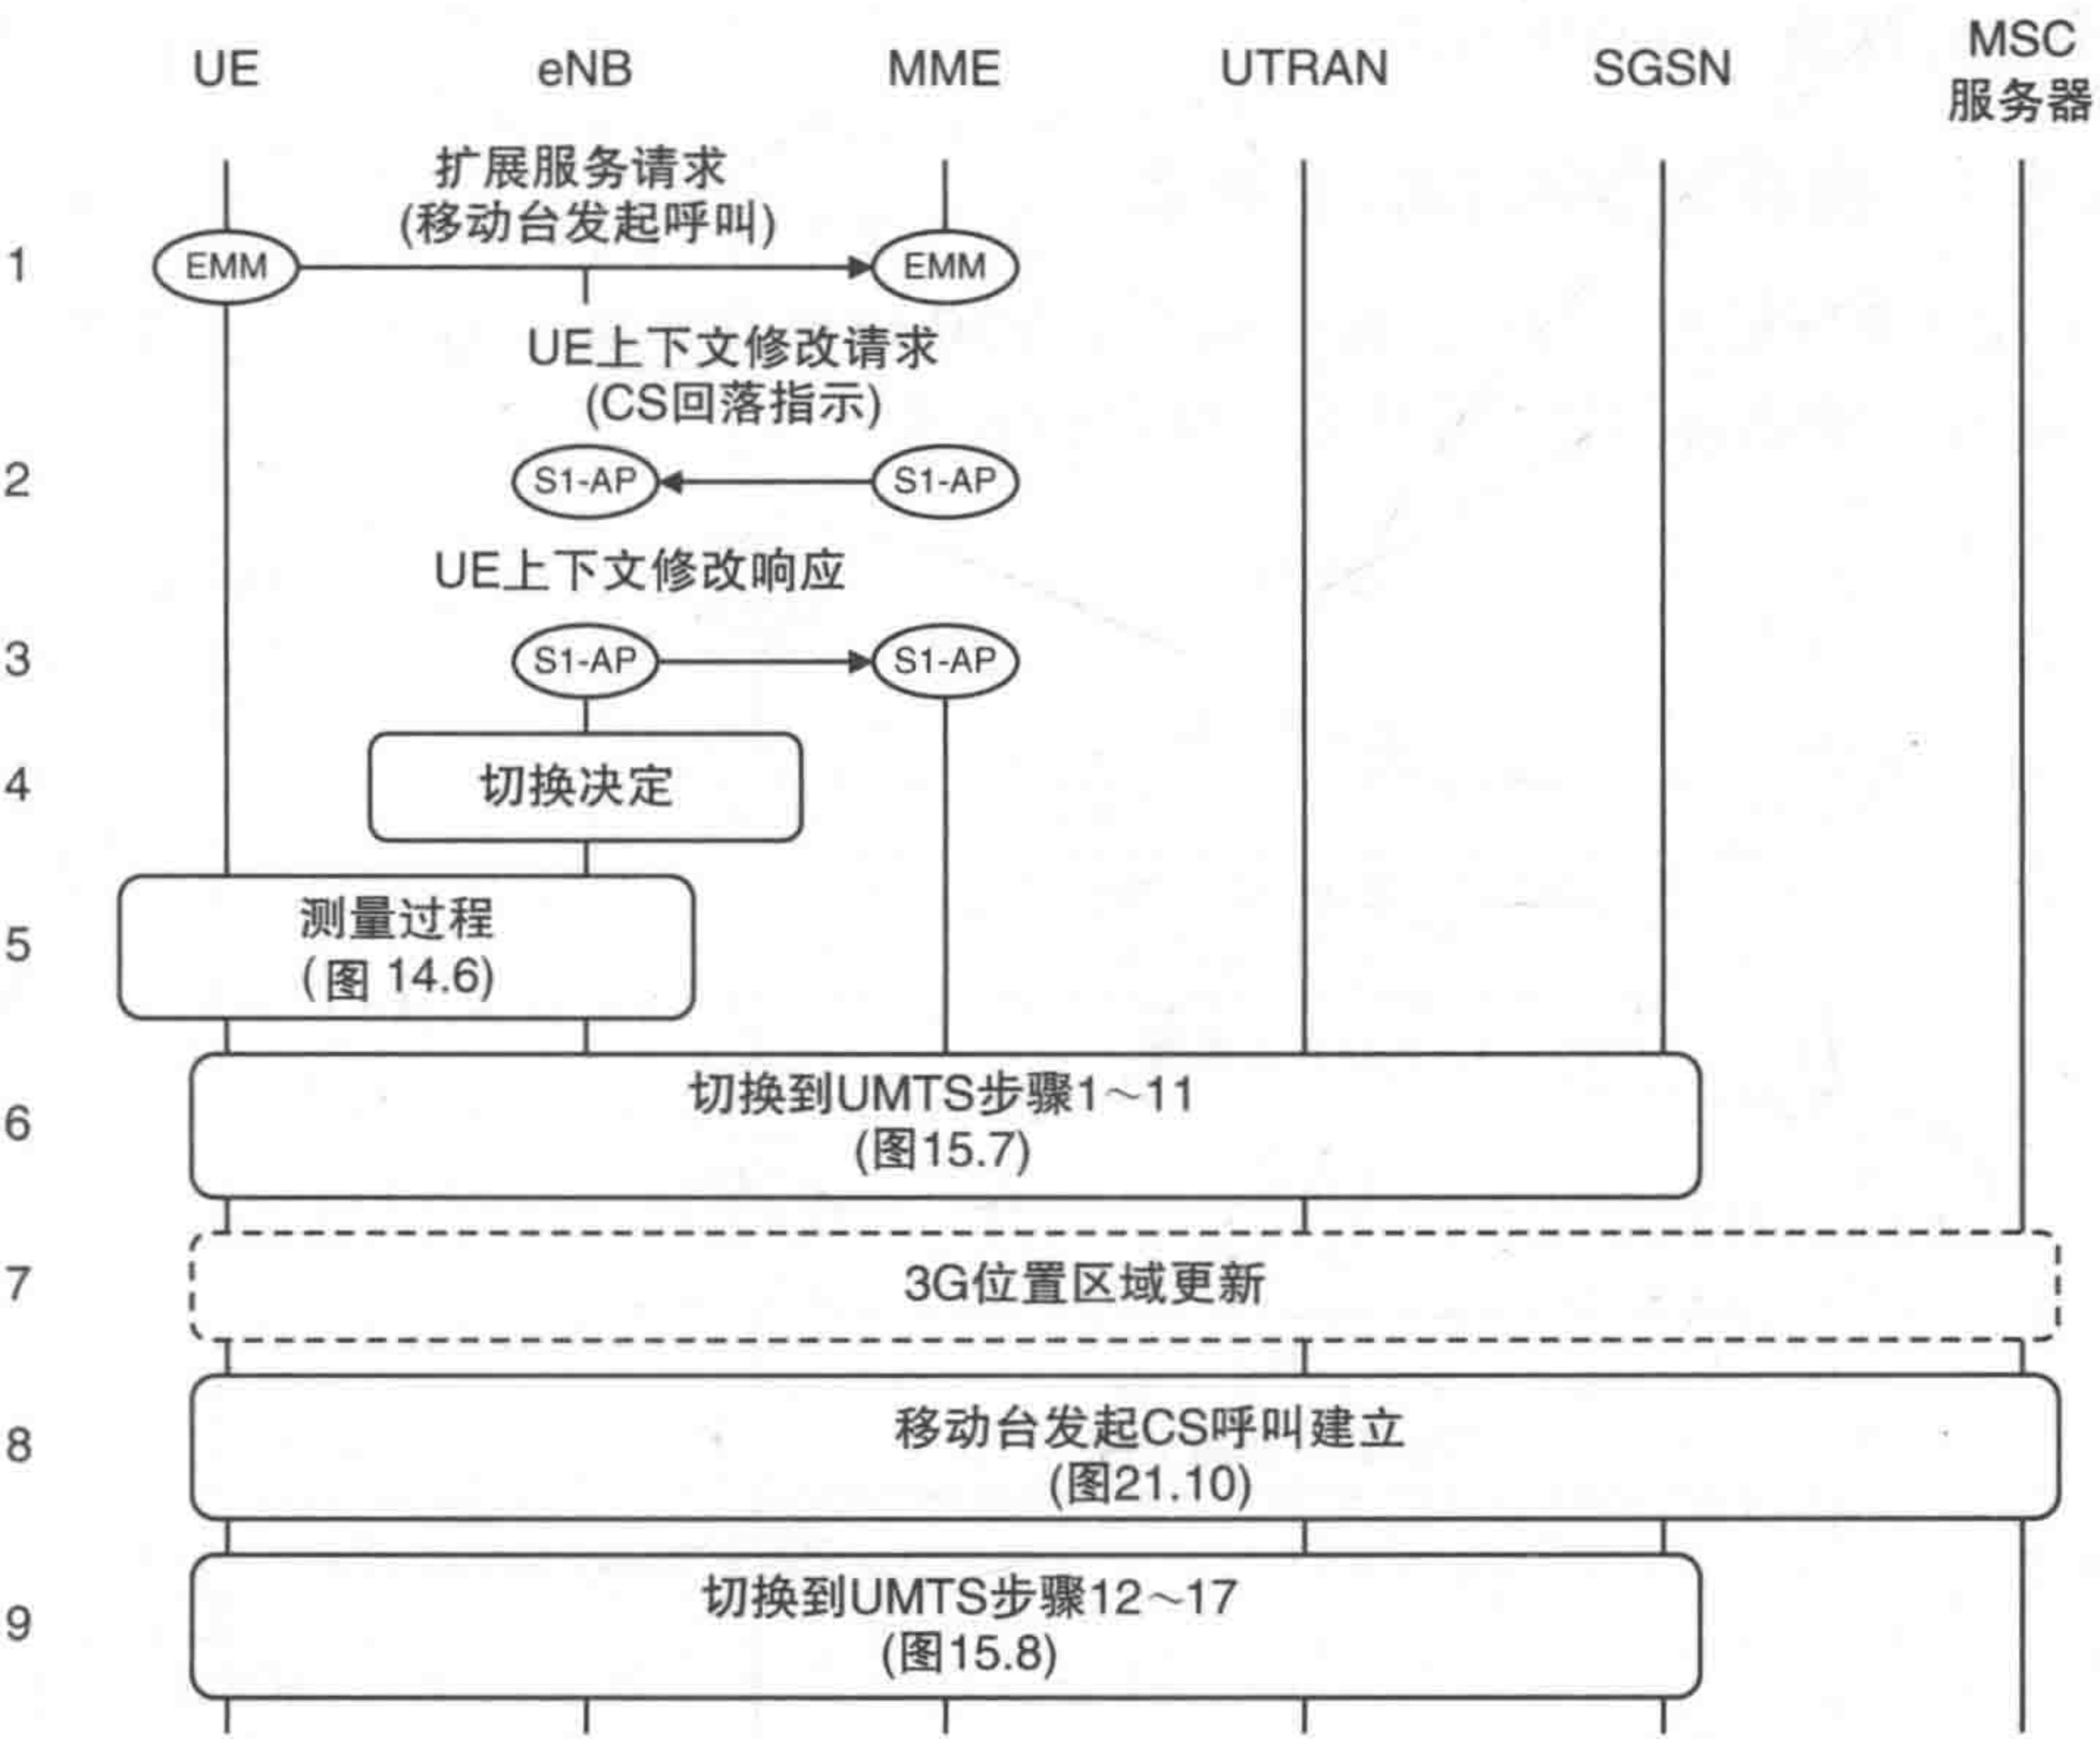 UE
eNB
MME
UTRAN
SGSN
MSC
服务器
扩展服务请求
(移动台发起呼叫)
1
EMM
EMM
UE上下文修改请求
(CS回落指示)
2
S1-AP
S1-AP
UE上下文修改响应
3
S1-AP
S1-AP
4
切换决定
5
测量过程
(图 14.6)
6
切换到UMTS步骤1~11
(图15.7)
7
3G位置区域更新
8
移动台发起CS呼叫建立
(图21.10)
9
切换到UMTS步骤12~17
(图15.8)